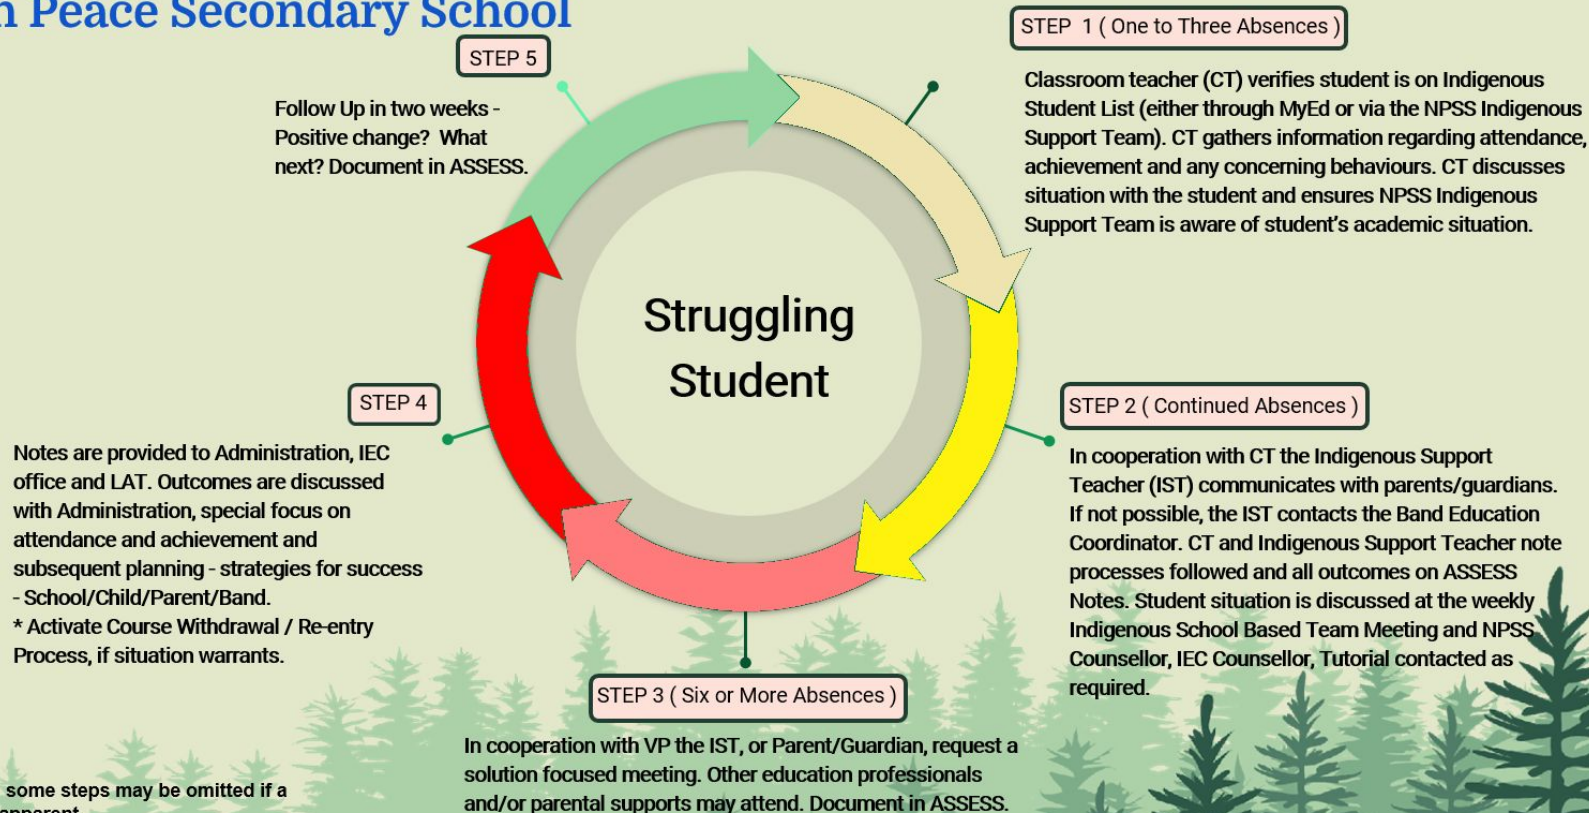 Peace Secondary School
STEP 1 ( One to Three Absences )
Classroom teacher (CT) verifies student is on Indigenous
Student List (either through MyEd or via the NPSS Indigenous
Support Team). CT gathers information regarding attendance,
achievement and any concerning behaviours. CT discusses
situation with the student and ensures NPSS Indigenous
Support Team is aware of student's academic situation.
STEP 2 ( Continued Absences )
In cooperation with CT the Indigenous Support
Teacher (IST) communicates with parents/guardians.
If not possible, the IST contacts the Band Education
Coordinator. CT and Indigenous Support Teacher note
processes followed and all outcomes on ASSESS
Notes. Student situation is discussed at the weekly
Indigenous School Based Team Meeting and NPSS
Counsellor, IEC Counsellor, Tutorial contacted as
required.
STEP 3 ( Six or More Absences )
In cooperation with VP the IST, or Parent/Guardian, request a
solution focused meeting. Other education professionals
and/or parental supports may attend. Document in ASSESS.
STEP 4
Notes are provided to Administration, IEC
office and LAT. Outcomes are discussed
with Administration, special focus on
attendance and achievement and
subsequent planning - strategies for success
- School/Child/Parent/Band.
* Activate Course Withdrawal / Re-entry
Process, if situation warrants.
STEP 5
Follow Up in two weeks -
Positive change? What
next? Document in ASSESS.
Struggling
Student
some steps may be omitted if a